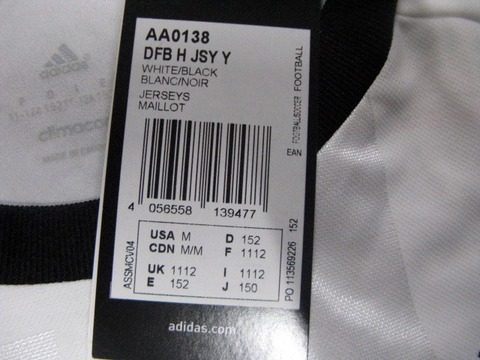 AA0138
DFB H JSY Y
WHITE/BLACK
BLANC/NOIR
JERSEYS
MAILLOT
FOOTBALL/SOCCER FOOTBALL
EAN
4 056558 139477
USA M D 152
CDN M/M F 1112
UK 1112 I 1112
E 152 J 150
ASSMCV04
PO 113569226 152
adidas.com
adidas
climacool